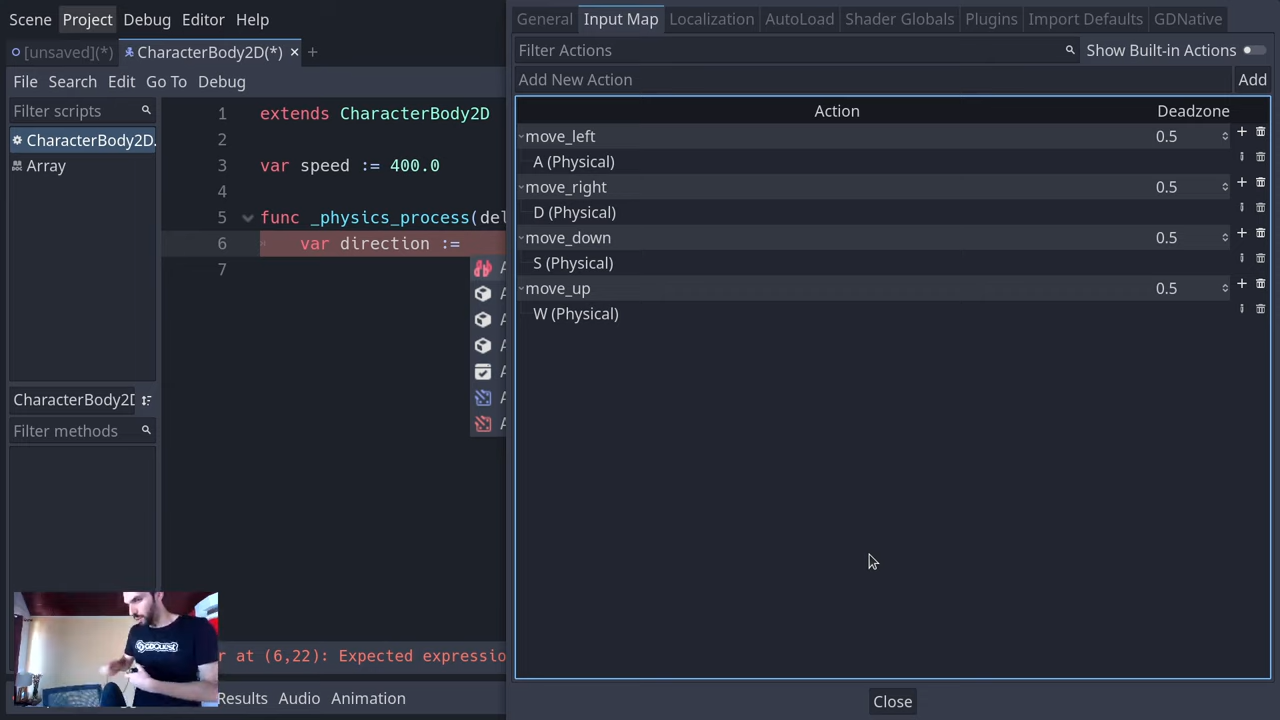 Scene Project Debug Editor Help
[unsaved](*) CharacterBody2D(*) × +
File Search Edit Go To Debug
Filter scripts
CharacterBody2D.
Array
CharacterBody2D
Filter methods
1 extends CharacterBody2D
2
3 var speed := 400.0
4
5 func _physics_process(del
6 var direction :=
7
r at (6,22): Expected expressio
Results Audio Animation
General Input Map Localization AutoLoad Shader Globals Plugins Import Defaults GDNative
Filter Actions Show Built-in Actions
Add New Action Add
Action Deadzone
move_left 0.5
A (Physical)
move_right 0.5
D (Physical)
move_down 0.5
S (Physical)
move_up 0.5
W (Physical)
Close
GDQUEST